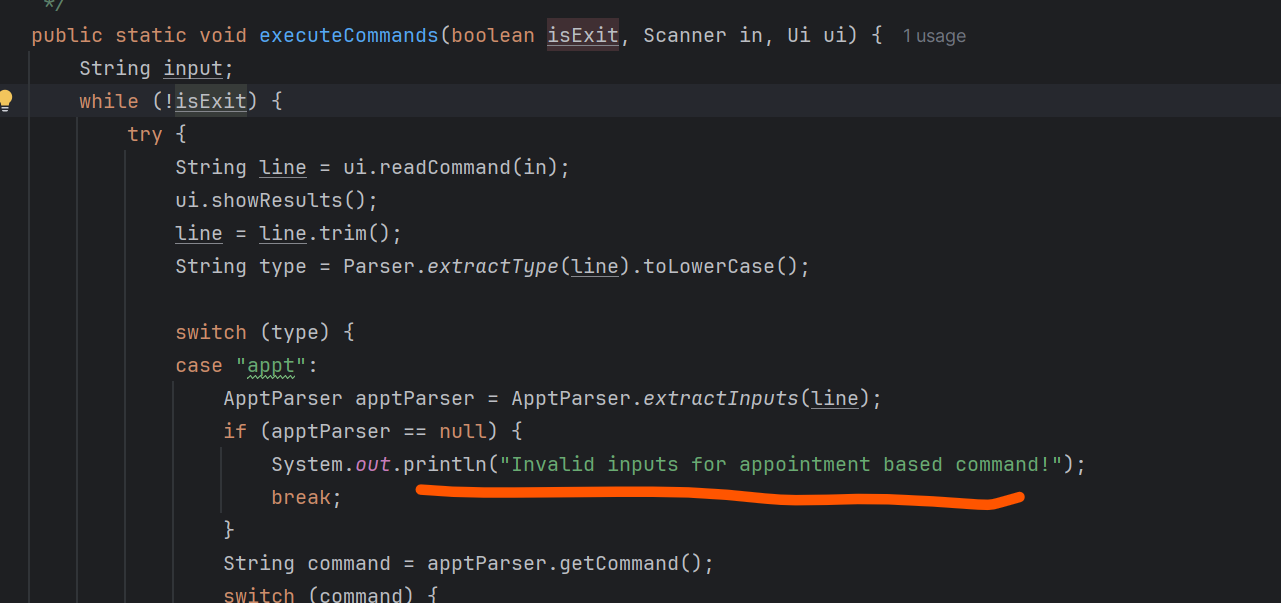 */
public static void executeCommands(boolean isExit, Scanner in, Ui ui) { 1 usage
String input;
while (!isExit) {
try {
String line = ui.readCommand(in);
ui.showResults();
line = line.trim();
String type = Parser.extractType(line).toLowerCase();
switch (type) {
case "appt":
ApptParser apptParser = ApptParser.extractInputs(line);
if (apptParser == null) {
System.out.println("Invalid inputs for appointment based command!");
break;
}
String command = apptParser.getCommand();
switch (command) {